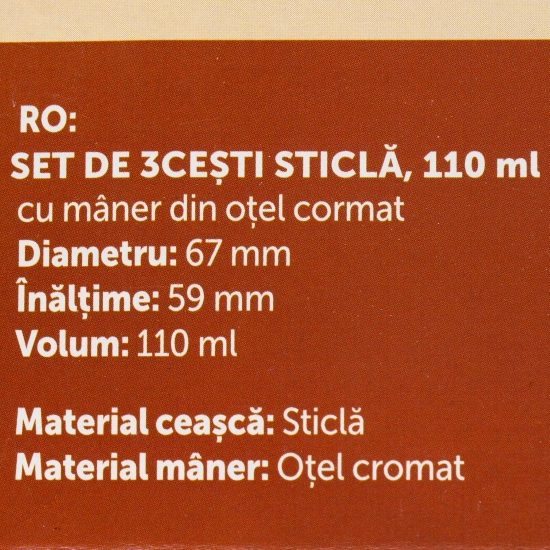 RO:
SET DE 3CEȘTI STICLĂ, 110 ml
cu mâner din oțel cormat
Diametru: 67 mm
Înălțime: 59 mm
Volum: 110 ml
Material ceașcă: Sticlă
Material mâner: Oțel cromat